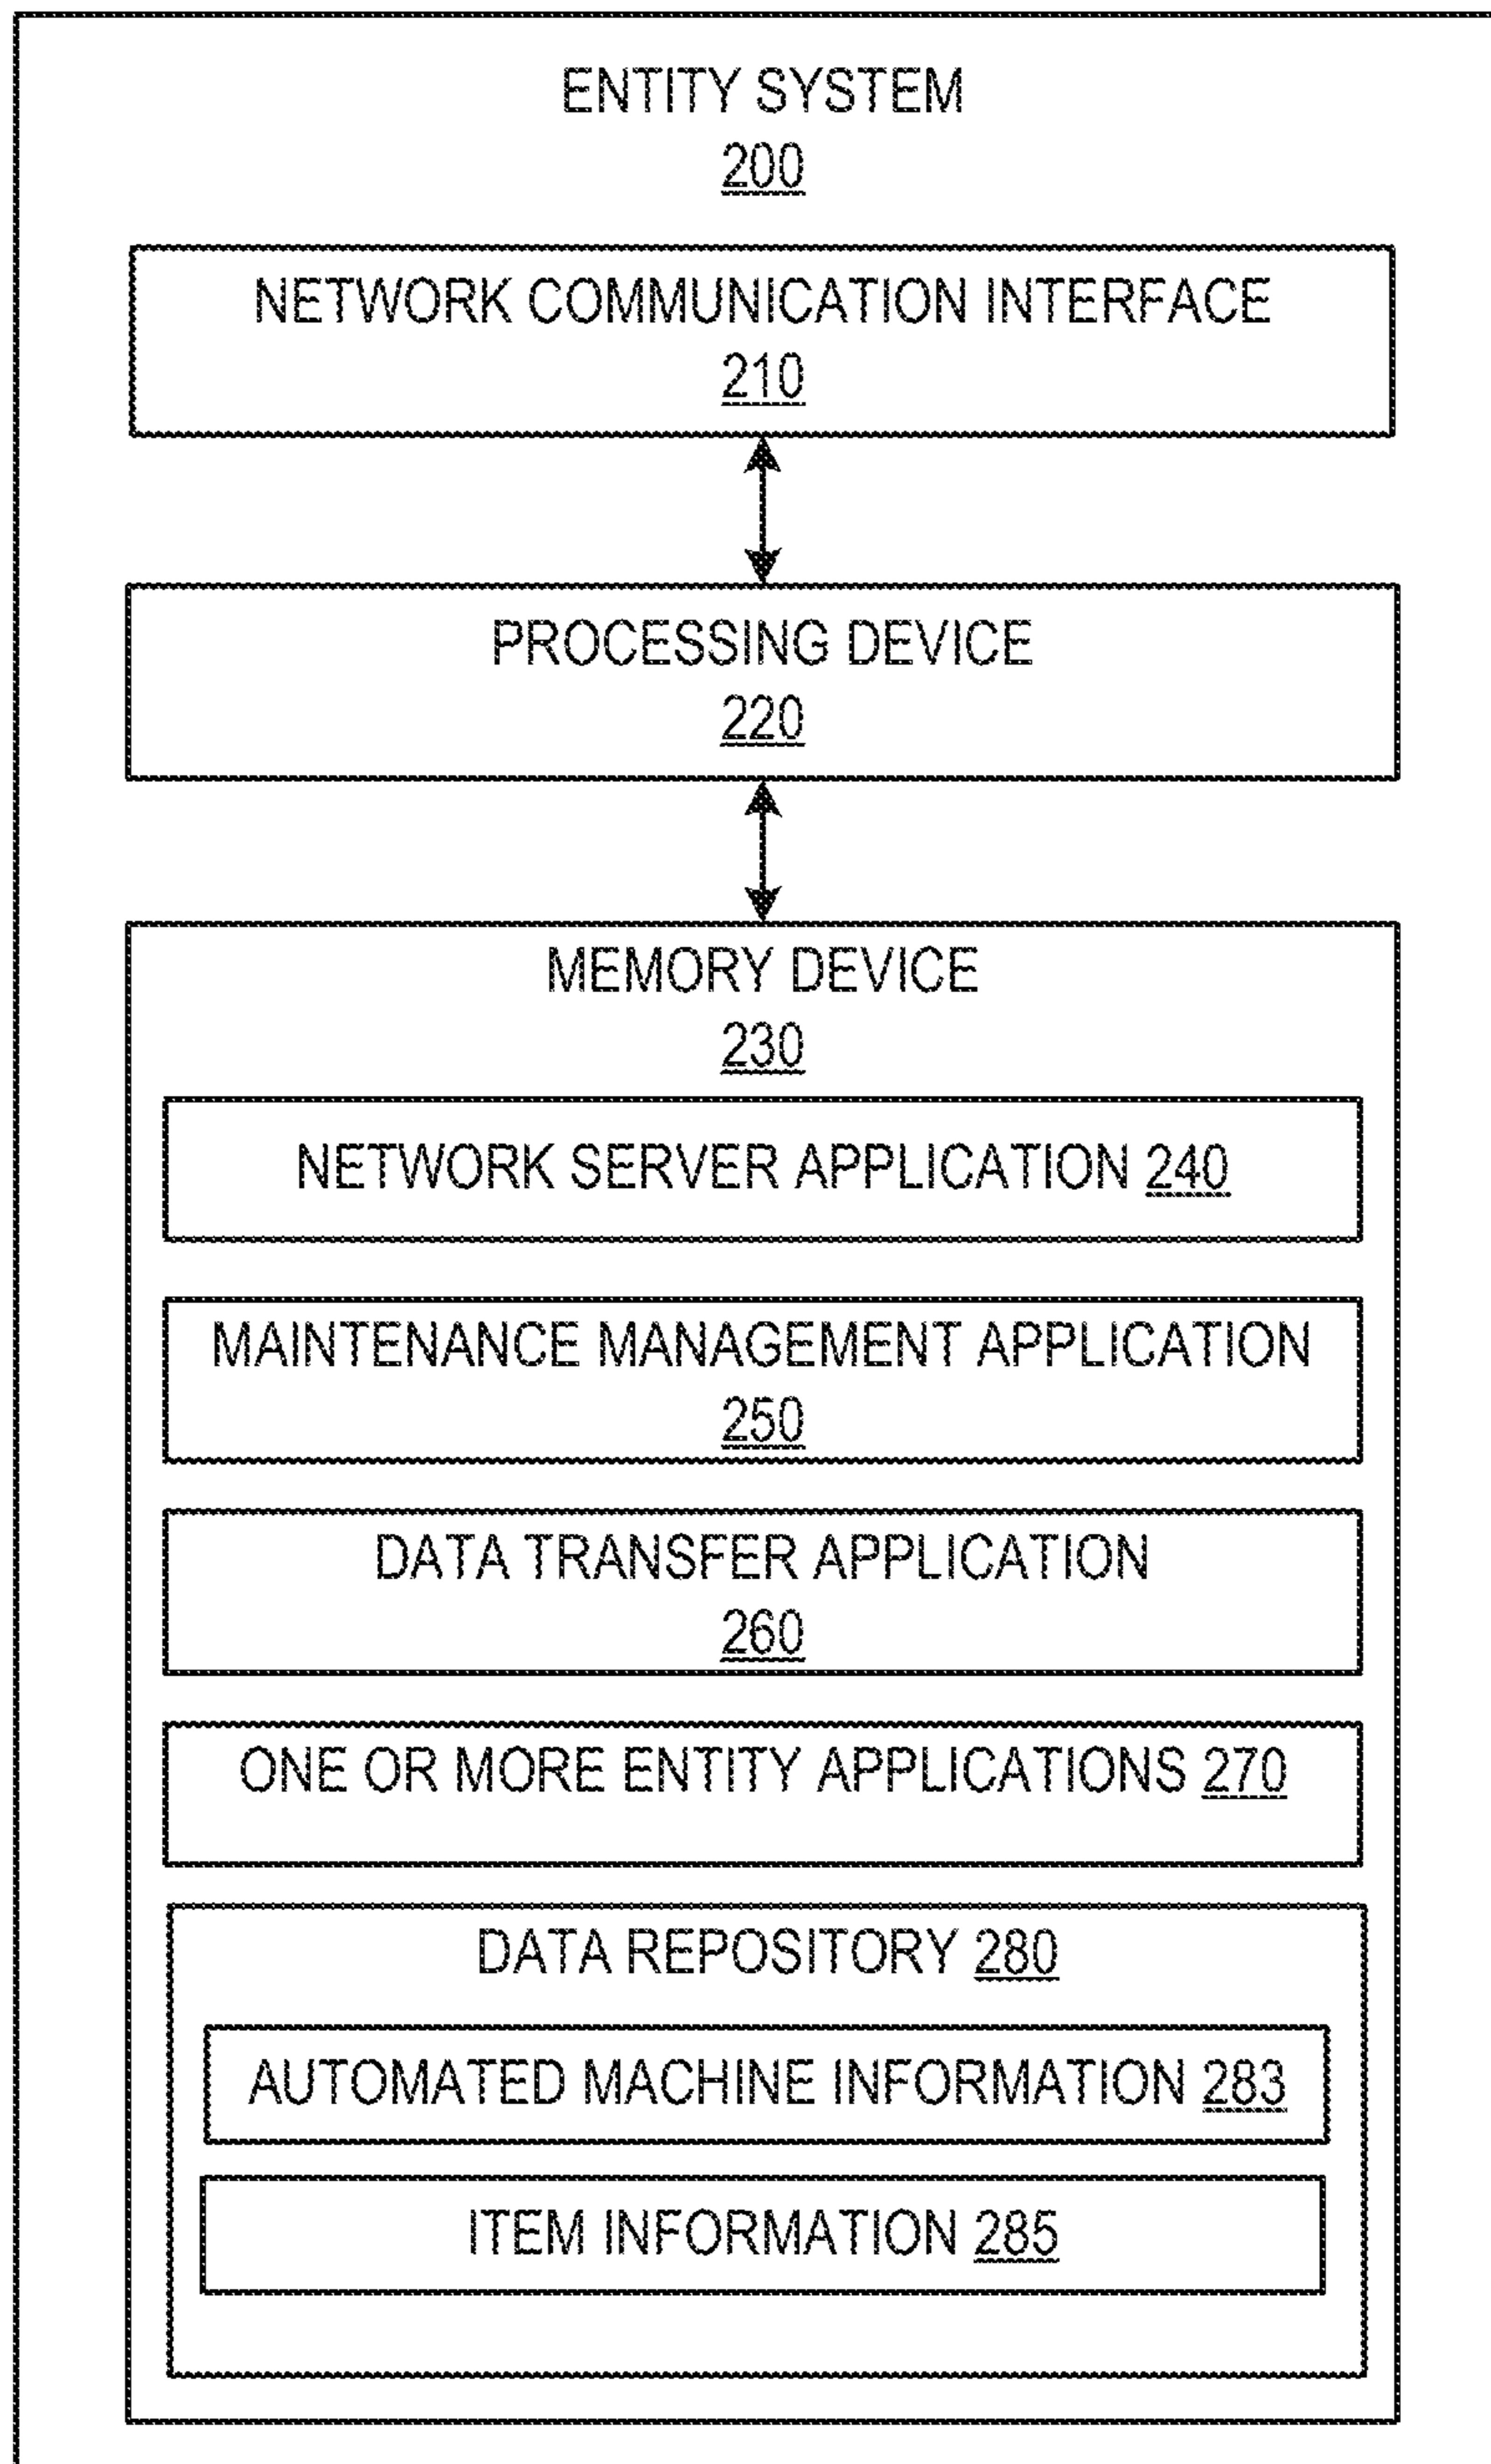 ENTITY SYSTEM
200
NETWORK COMMUNICATION INTERFACE
210
PROCESSING DEVICE
220
MEMORY DEVICE
230
NETWORK SERVER APPLICATION 240
MAINTENANCE MANAGEMENT APPLICATION
250
DATA TRANSFER APPLICATION
260
ONE OR MORE ENTITY APPLICATIONS 270
DATA REPOSITORY 280
AUTOMATED MACHINE INFORMATION 283
ITEM INFORMATION 285